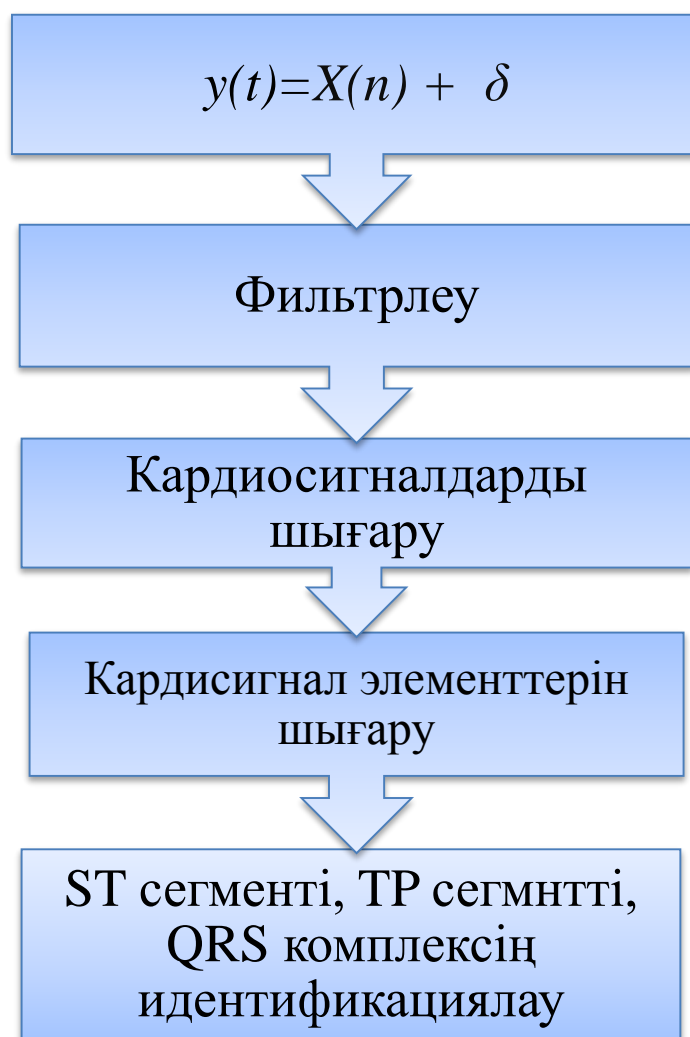 y(t)=X(n) + δ
Фильтрлеу
Кардиосигналдарды
шығару
Кардисигнал элементтерін
шығару
ST сегменті, TP сегмнтті,
QRS комплексің
идентификациялау